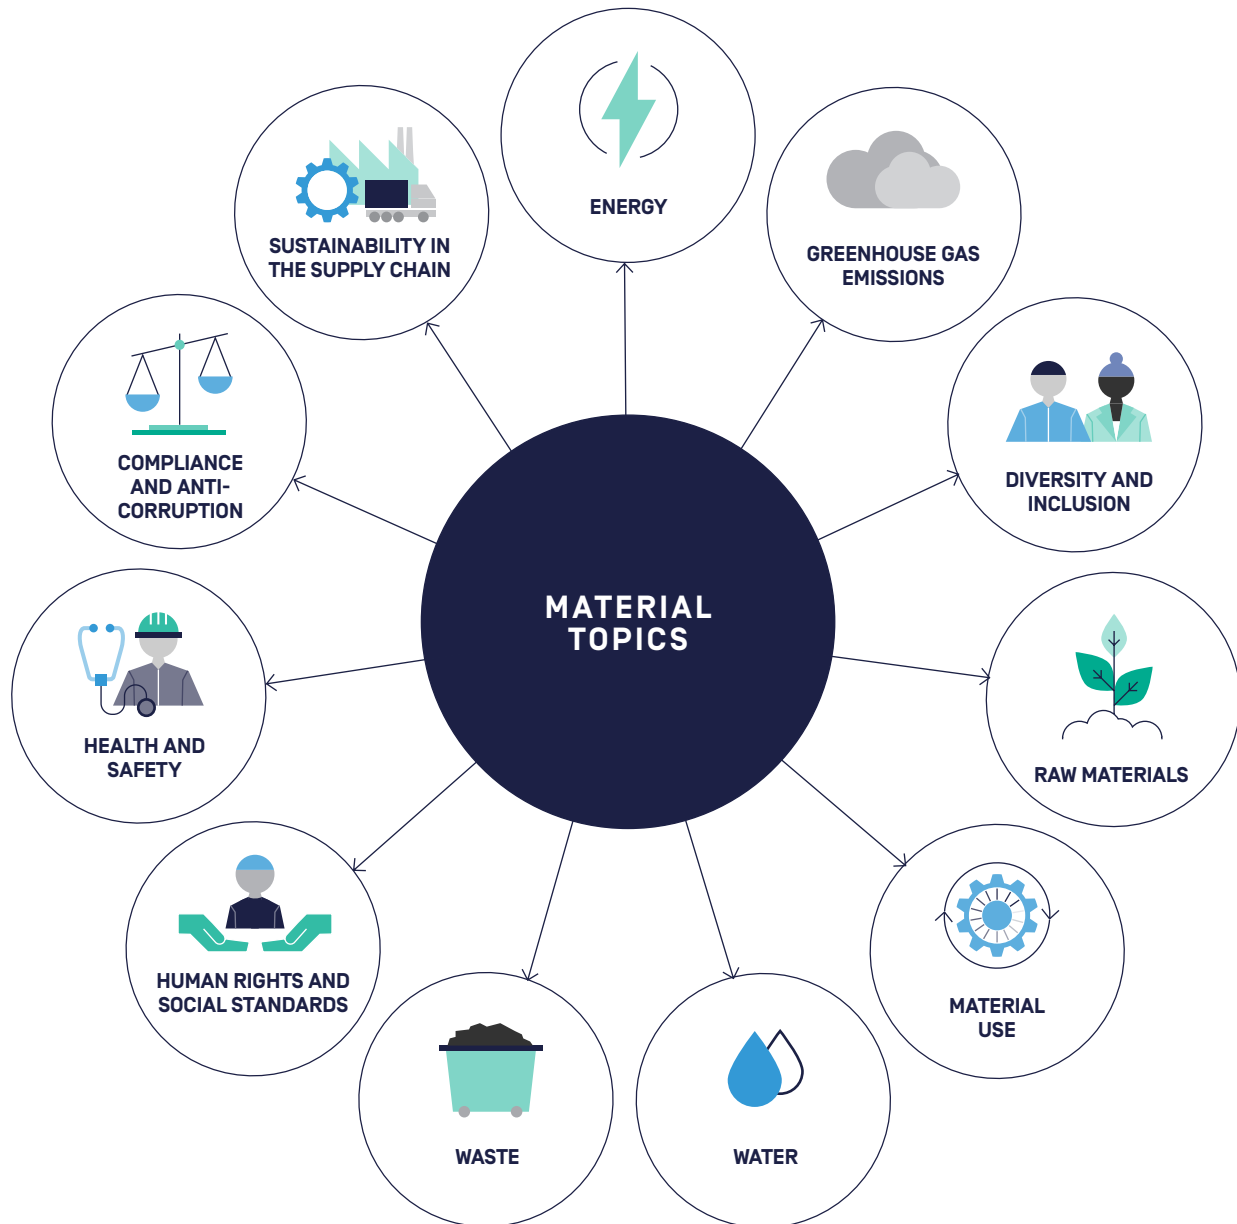 ENERGY
GREENHOUSE GAS
EMISSIONS
DIVERSITY AND
INCLUSION
RAW MATERIALS
MATERIAL
USE
WATER
WASTE
HUMAN RIGHTS AND
SOCIAL STANDARDS
HEALTH AND
SAFETY
COMPLIANCE
AND ANTI-
CORRUPTION
SUSTAINABILITY IN
THE SUPPLY CHAIN
MATERIAL
TOPICS